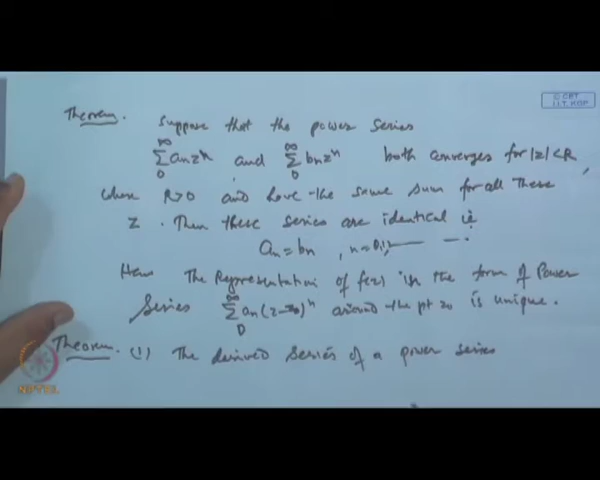 © CET
I.I.T. KGP
Theorem. Suppose that the power series
∞ ∞
Σ anzⁿ and Σ bnzⁿ both converges for |z|<R,
0 0
where R>0 and have the same sum for all these
z. Then these series are identical ie
an=bn, n=0,1,
Hence The Representation of f(z) in the form of Power
Series Σ an(z-z0)ⁿ around the pt z0 is unique.
Theorem. (1) The derived series of a power series
NPTEL